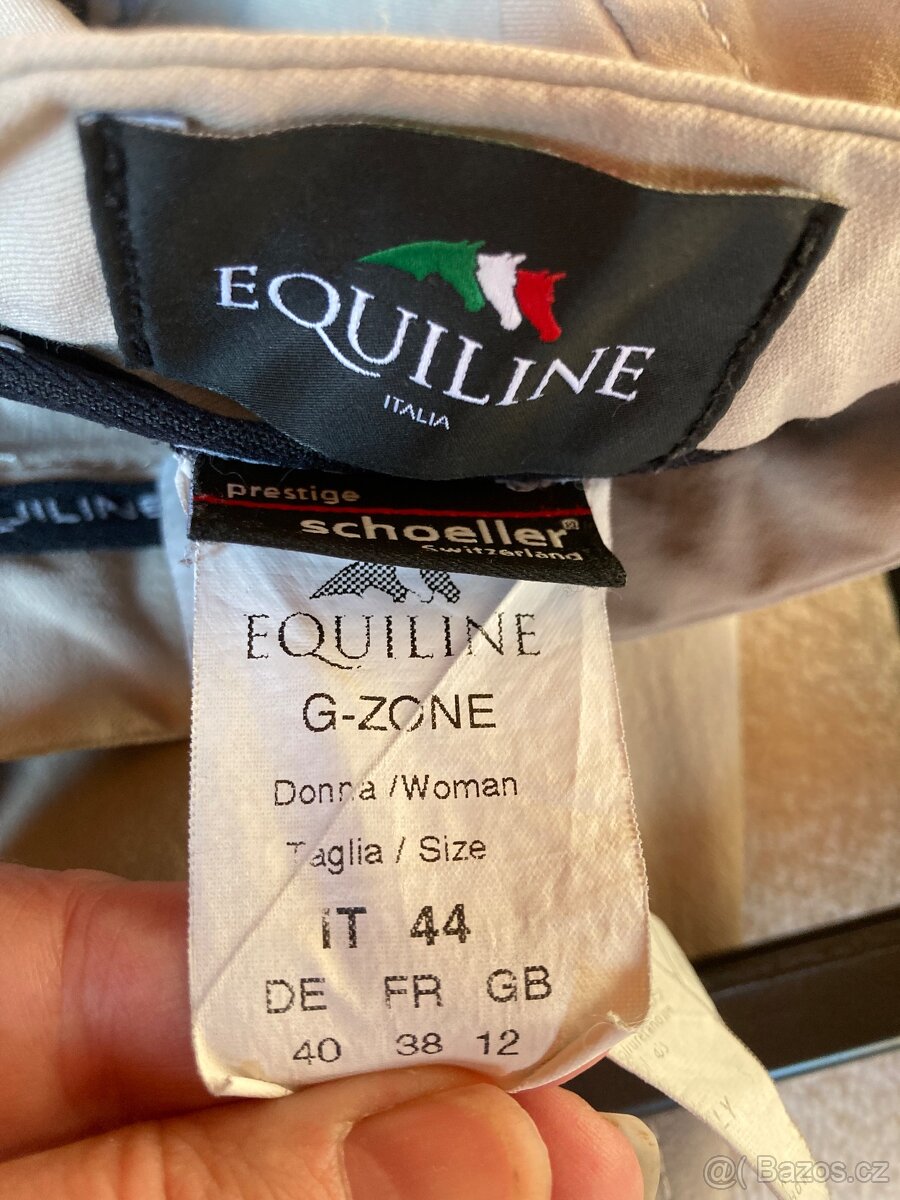 EQUILINE
ITALIA
UILINE
prestige
schoeller®
Switzerland
EQUILINE
G-ZONE
Donna /Woman
Taglia / Size
IT 44
DE FR GB
40 38 12
@( Bazos.cz